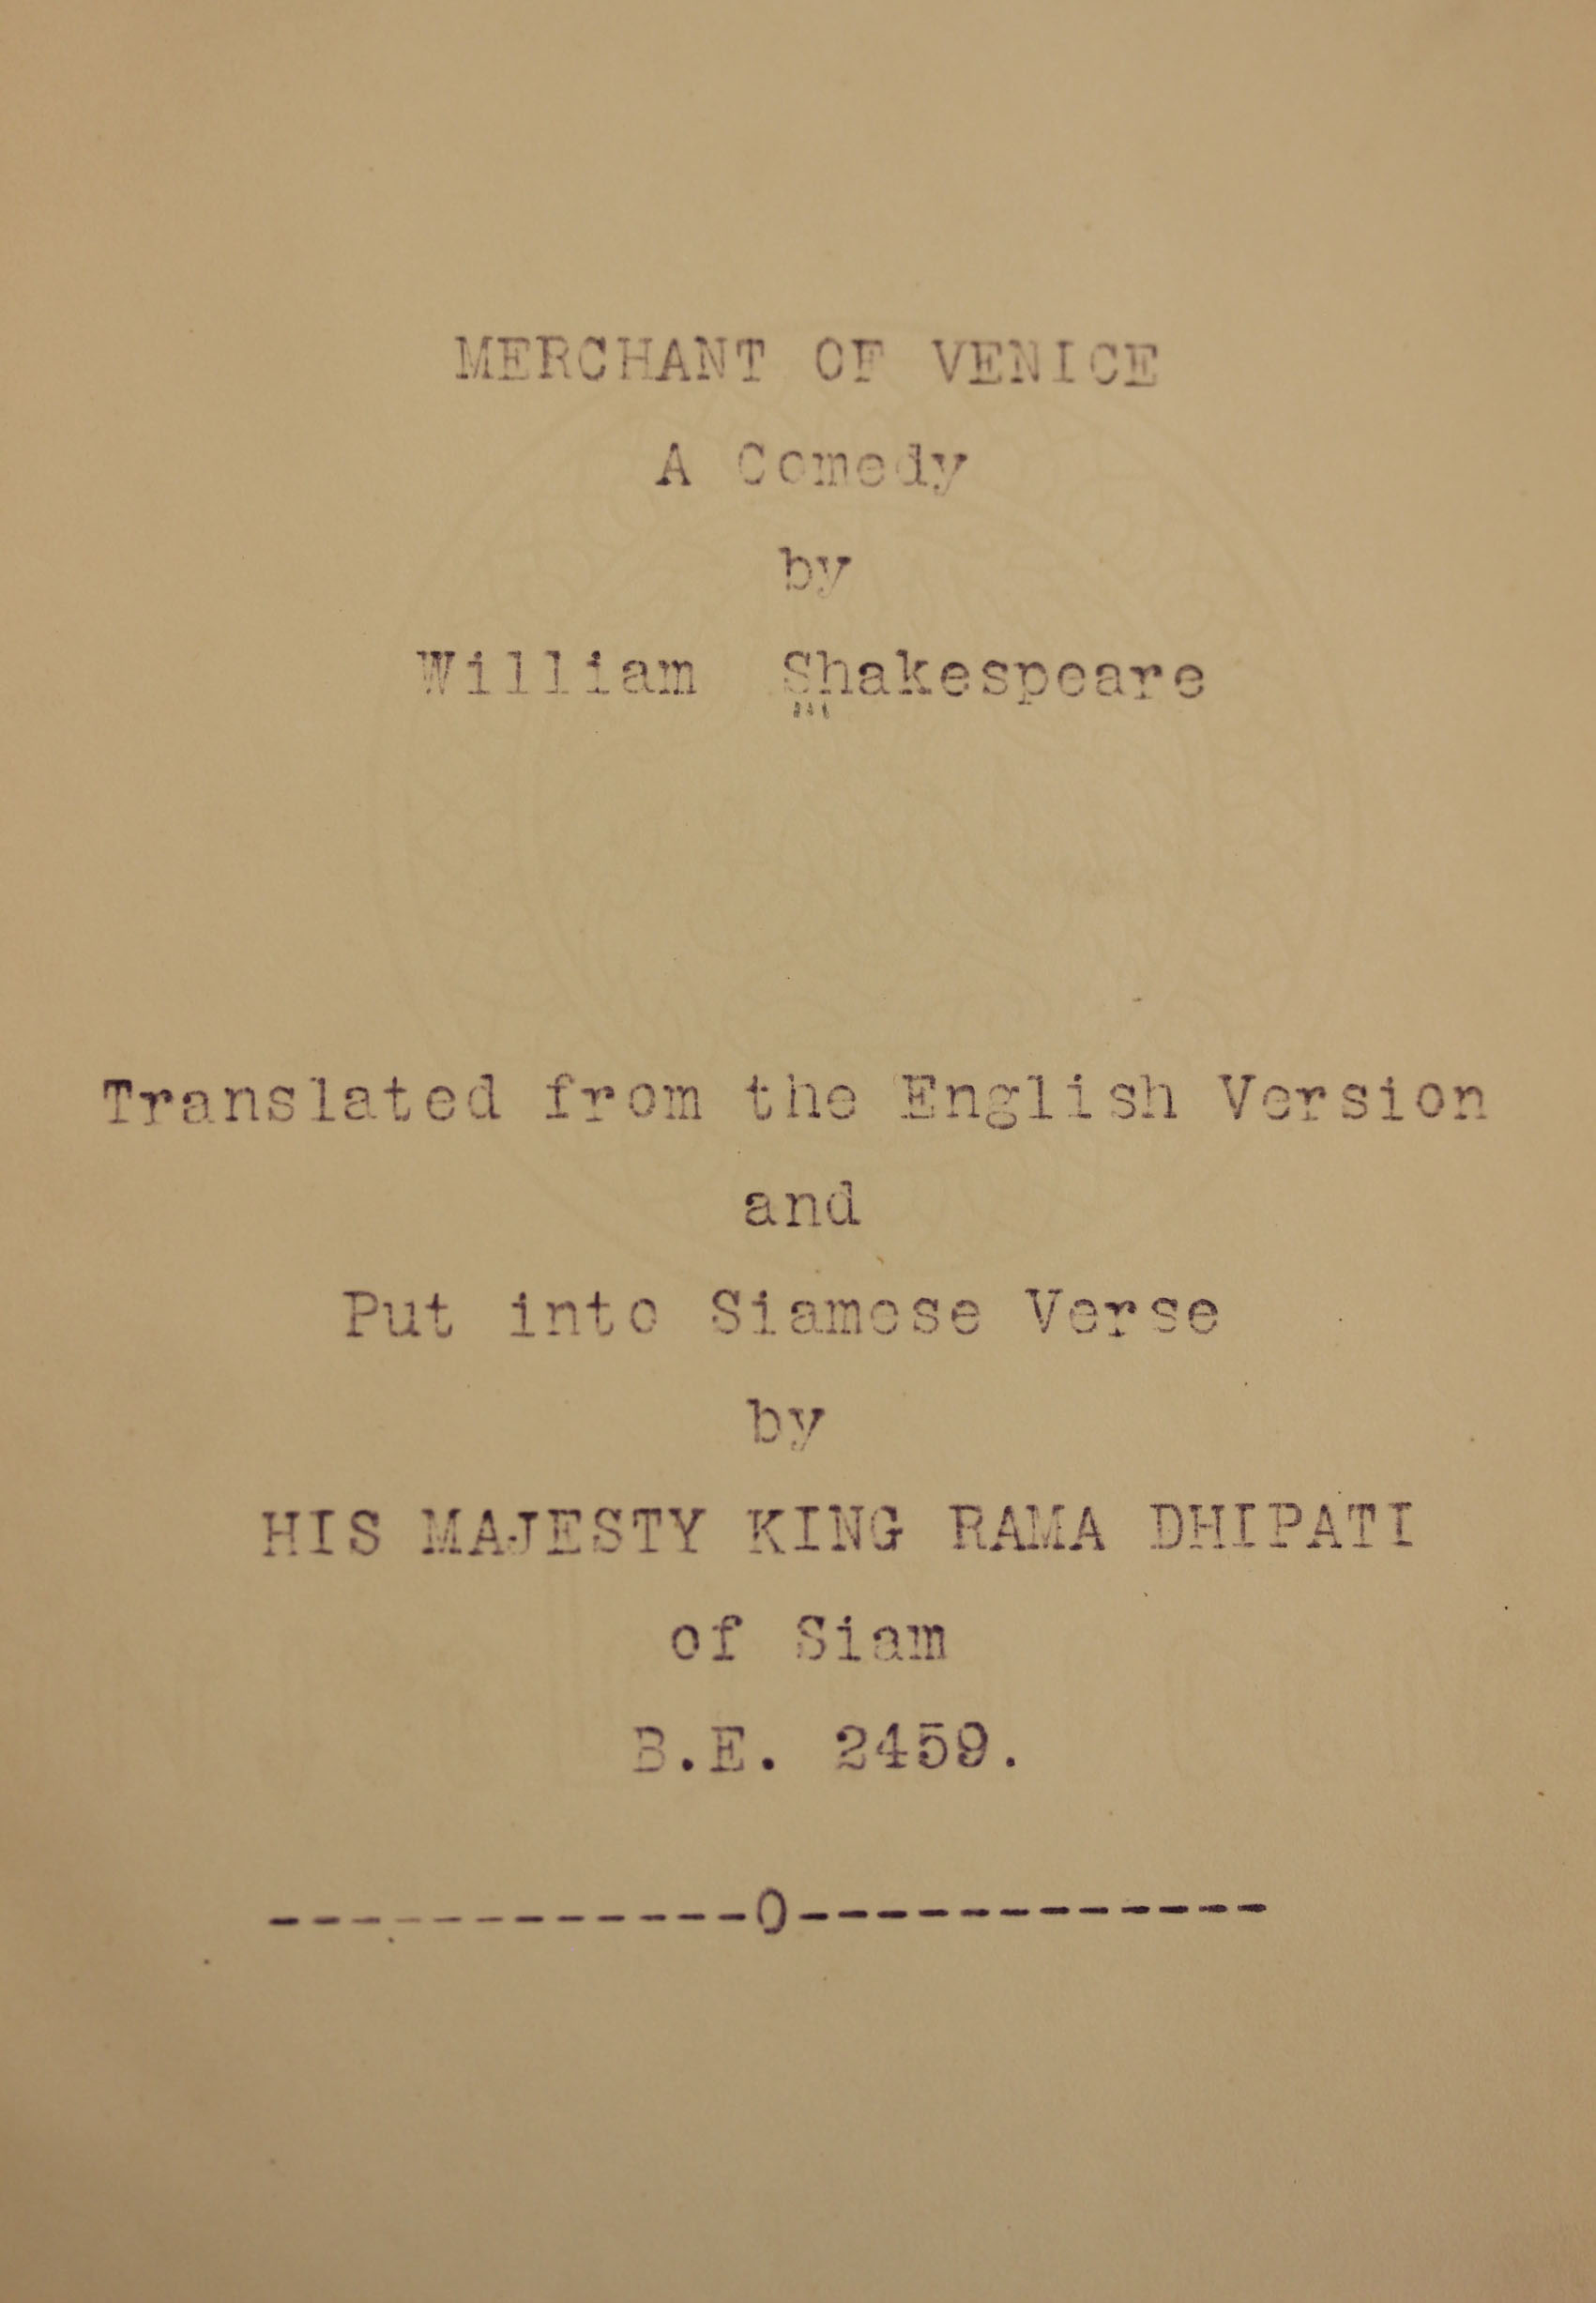 MERCHANT OF VENICE
A Comedy
by
William Shakespeare
Translated from the English Version
and
Put into Siamese Verse
by
HIS MAJESTY KING RAMA DHIPATI
of Siam
B.E. 2459.
------------0------------